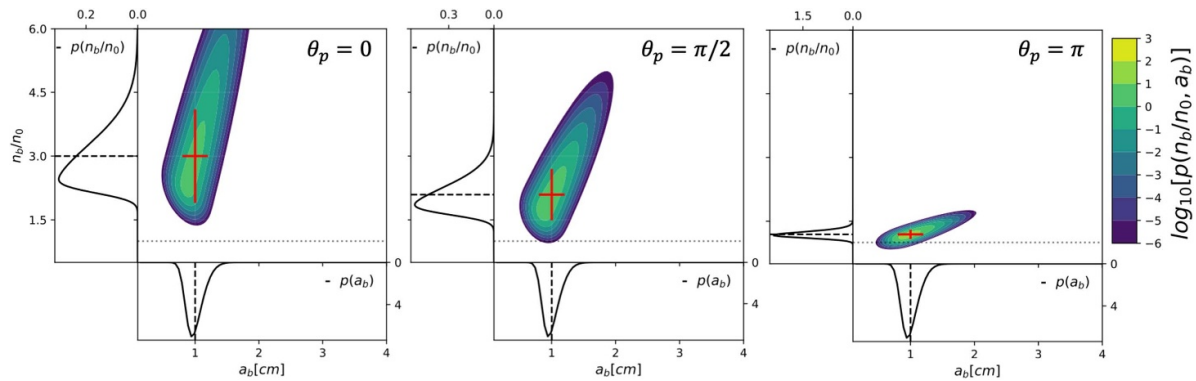 0.2 0.0
- p(n_b/n_0)
θ_p = 0
6.0
4.5
3.0
1.5
n_b/n_0
0
4
- p(a_b)
1 2 3 4
a_b[cm]
0.3 0.0
- p(n_b/n_0)
θ_p = π/2
0
4
- p(a_b)
1 2 3 4
a_b[cm]
1.5 0.0
- p(n_b/n_0)
θ_p = π
0
4
- p(a_b)
1 2 3 4
a_b[cm]
3
2
1
0
-1
-2
-3
-4
-5
-6
log_10[p(n_b/n_0, a_b)]